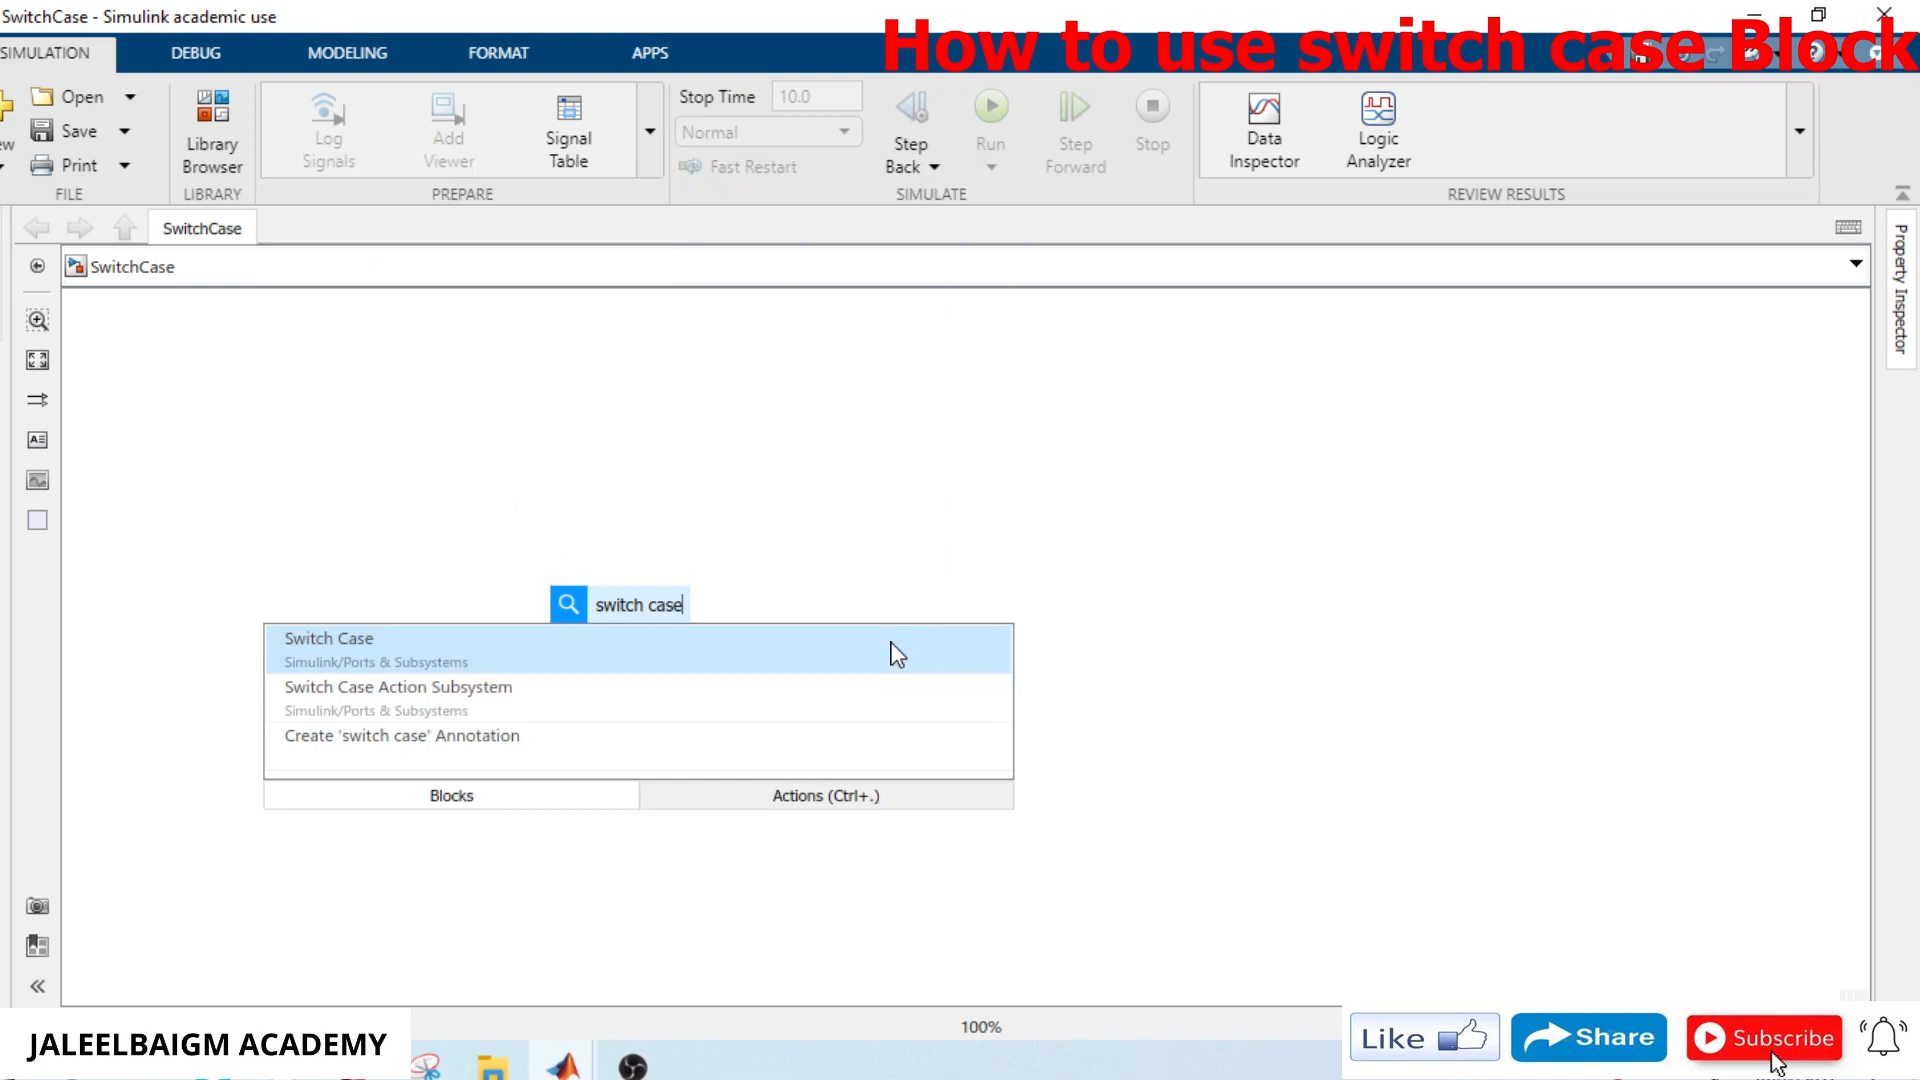 SwitchCase - Simulink academic use
How to use switch case Block
SIMULATION DEBUG MODELING FORMAT APPS
Open
Save
Print
FILE
Library
Browser
LIBRARY
Log
Signals
Add
Viewer
Signal
Table
PREPARE
Stop Time 10.0
Normal
Fast Restart
Step
Back
Run
Step
Forward
Stop
SIMULATE
Data
Inspector
Logic
Analyzer
REVIEW RESULTS
SwitchCase
SwitchCase
Property Inspector
switch case
Switch Case
Simulink/Ports & Subsystems
Switch Case Action Subsystem
Simulink/Ports & Subsystems
Create 'switch case' Annotation
Blocks Actions (Ctrl+.)
100%
JALEELBAIGM ACADEMY
Like Share Subscribe